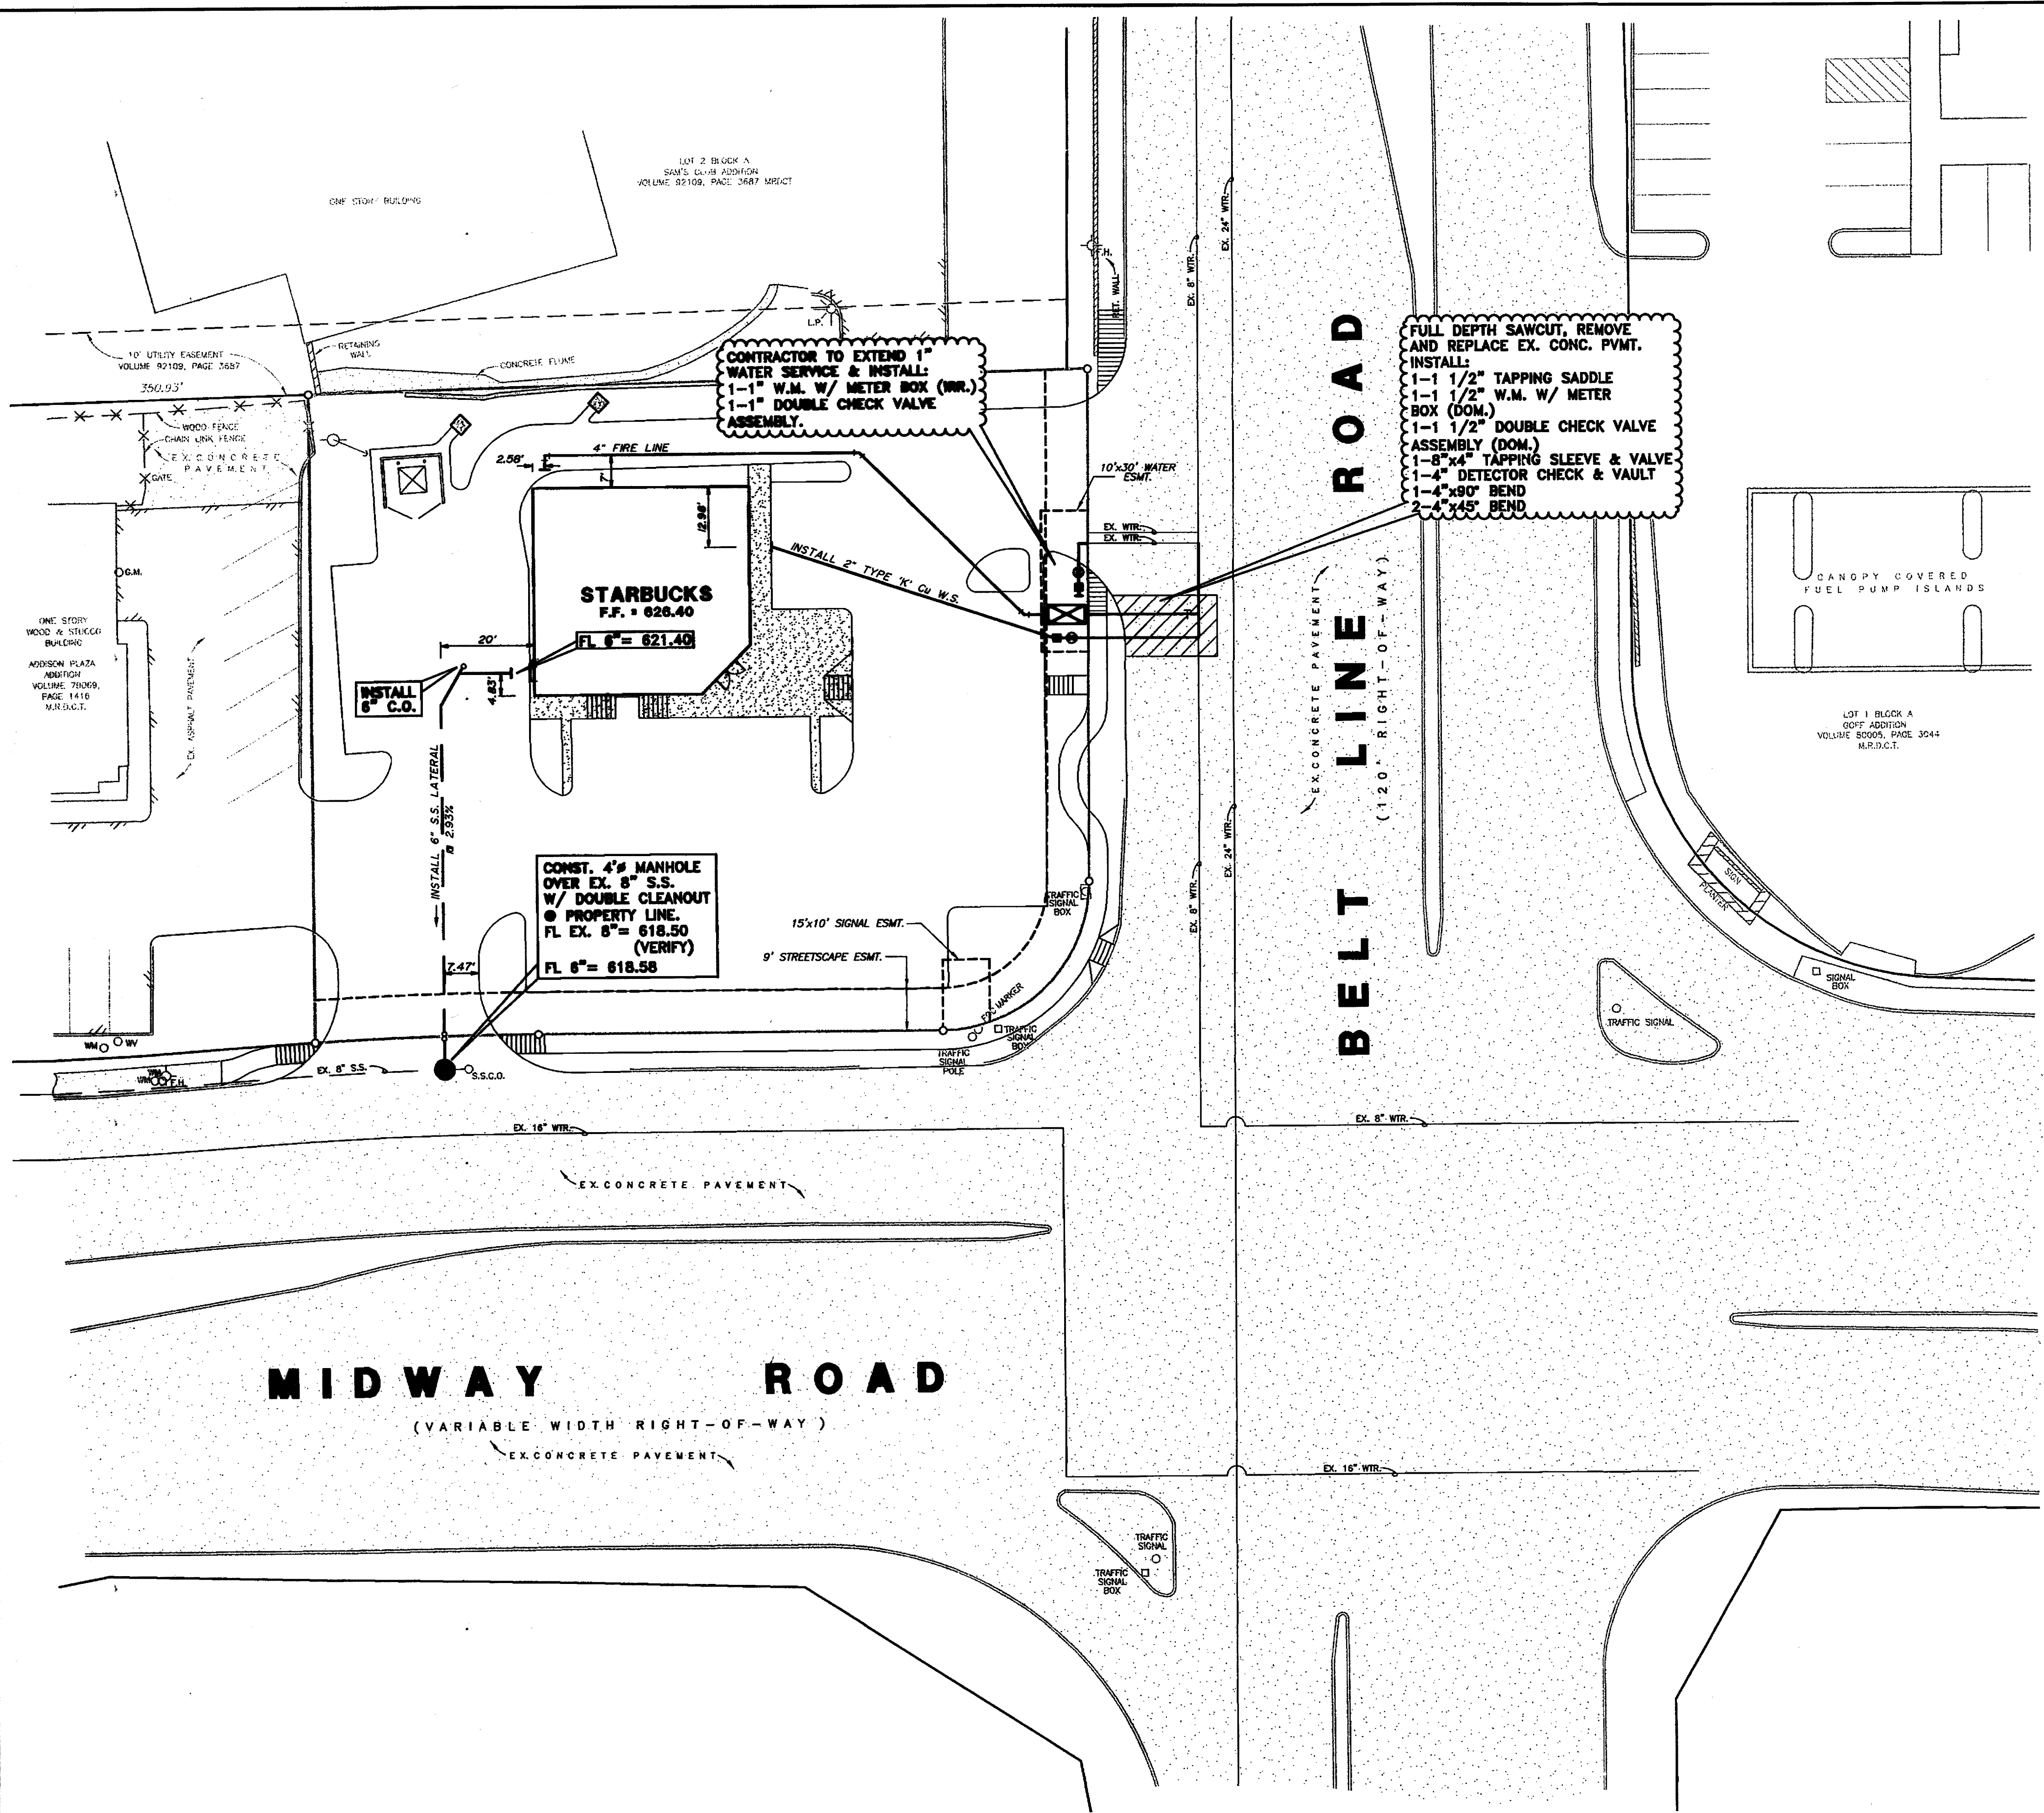 LOT 2 BLOCK A
SAM'S CLUB ADDITION
VOLUME 92109, PAGE 3687 MRDCT
ONE STORY BUILDING
EX. 24" WTR.
EX. 8" WTR.
F.H.
RET. WALL
L.P.
10' UTILITY EASEMENT
VOLUME 92109, PAGE 3687
350.93'
RETAINING
WALL
CONCRETE FLUME
WOOD FENCE
CHAIN LINK FENCE
EX. CONCRETE
PAVEMENT
GATE
CONTRACTOR TO EXTEND 1"
WATER SERVICE & INSTALL:
1-1" W.M. W/ METER BOX (IRR.)
1-1" DOUBLE CHECK VALVE
ASSEMBLY.
FULL DEPTH SAWCUT, REMOVE
AND REPLACE EX. CONC. PVMT.
INSTALL:
1-1 1/2" TAPPING SADDLE
1-1 1/2" W.M. W/ METER
BOX (DOM.)
1-1 1/2" DOUBLE CHECK VALVE
ASSEMBLY (DOM.)
1-8"x4" TAPPING SLEEVE & VALVE
1-4" DETECTOR CHECK & VAULT
1-4"x90° BEND
2-4"x45° BEND
4" FIRE LINE
2.58'
7'
12.96'
10'x30' WATER
ESMT.
EX. WTR.
EX. WTR.
INSTALL 2" TYPE 'K' CU W.S.
STARBUCKS
F.F. = 626.40
FL 6"= 621.40
20'
4.83'
INSTALL
6" C.O.
G.M.
ONE STORY
WOOD & STUCCO
BUILDING
ADDISON PLAZA
ADDITION
VOLUME 79069,
PAGE 1416
M.R.D.C.T.
EX. ASPHALT PAVEMENT
INSTALL 6" S.S. LATERAL
@ 2.93%
CONST. 4'ø MANHOLE
OVER EX. 8" S.S.
W/ DOUBLE CLEANOUT
@ PROPERTY LINE.
FL EX. 8"= 618.50
(VERIFY)
FL 6"= 618.58
7.47'
15'x10' SIGNAL ESMT.
9' STREETSCAPE ESMT.
TRAFFIC
SIGNAL
BOX
F.O.C. MARKER
TRAFFIC
SIGNAL
BOX
TRAFFIC
SIGNAL
POLE
BELT LINE ROAD
(120' RIGHT-OF-WAY)
EX. CONCRETE PAVEMENT
EX. 24" WTR.
EX. 8" WTR.
CANOPY COVERED
FUEL PUMP ISLANDS
LOT 1 BLOCK A
GOFF ADDITION
VOLUME 80005, PAGE 3044
M.R.D.C.T.
SIGN
PLANTER
SIGNAL
BOX
TRAFFIC SIGNAL
WM
WV
WM
WM
F.H.
EX. 8" S.S.
S.S.C.O.
EX. 16" WTR.
EX. 8" WTR.
EX. CONCRETE PAVEMENT
MIDWAY ROAD
(VARIABLE WIDTH RIGHT-OF-WAY)
EX. CONCRETE PAVEMENT
EX. 16" WTR.
TRAFFIC
SIGNAL
TRAFFIC
SIGNAL
BOX